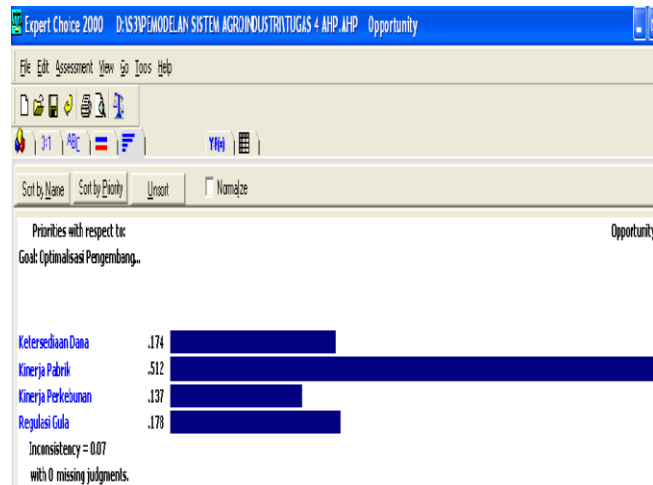 Expert Choice 2000 D:\S3\PEMODELAN SISTEM AGROINDUSTRI\TUGAS 4 AHP.AHP Opportunity
File Edit Assessment View Go Tools Help
3:1 ABC Y=f(x)
Sort by Name Sort by Priority Unsort Normalize
Priorities with respect to: Opportunity
Goal: Optimalisasi Pengembang...
Ketersediaan Dana .174
Kinerja Pabrik .512
Kinerja Perkebunan .137
Regulasi Gula .178
Inconsistency = 0.07
with 0 missing judgments.